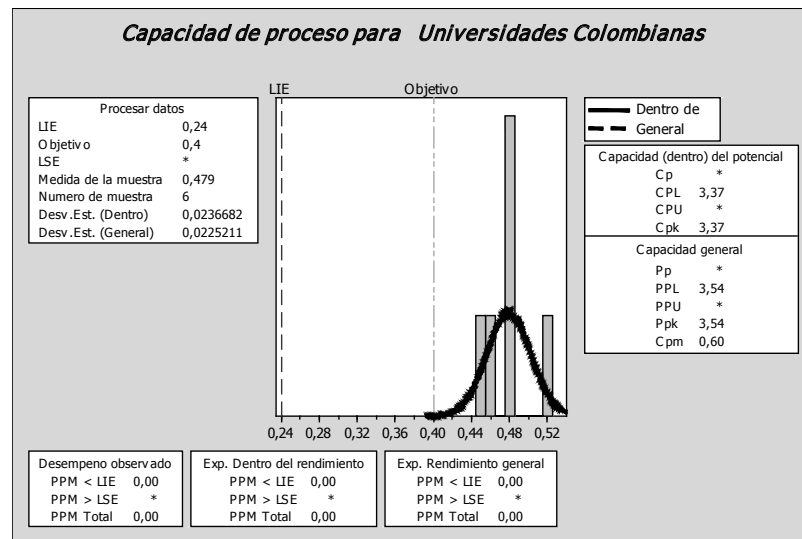 Capacidad de proceso para Universidades Colombianas
LIE Objetivo
Procesar datos
LIE 0,24
Objetivo 0,4
LSE *
Medida de la muestra 0,479
Numero de muestra 6
Desv.Est. (Dentro) 0,0236682
Desv.Est. (General) 0,0225211
Dentro de
General
Capacidad (dentro) del potencial
Cp *
CPL 3,37
CPU *
Cpk 3,37
Capacidad general
Pp *
PPL 3,54
PPU *
Ppk 3,54
Cpm 0,60
0,24 0,28 0,32 0,36 0,40 0,44 0,48 0,52
Desempeno observado
PPM < LIE 0,00
PPM > LSE *
PPM Total 0,00
Exp. Dentro del rendimiento
PPM < LIE 0,00
PPM > LSE *
PPM Total 0,00
Exp. Rendimiento general
PPM < LIE 0,00
PPM > LSE *
PPM Total 0,00